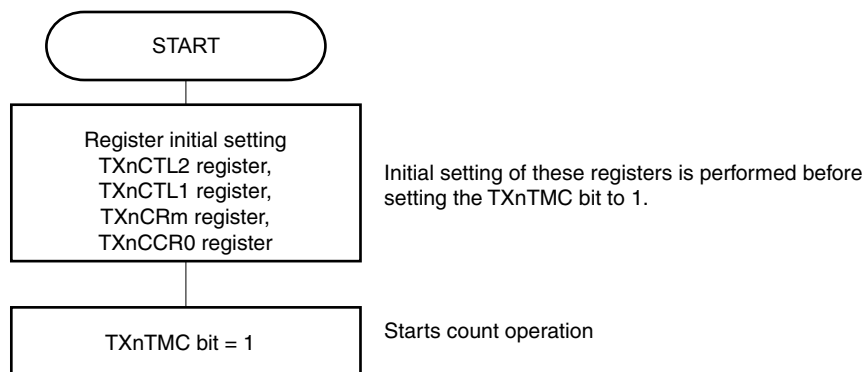 START
Register initial setting
TXnCTL2 register,
TXnCTL1 register,
TXnCRm register,
TXnCCR0 register
Initial setting of these registers is performed before
setting the TXnTMC bit to 1.
TXnTMC bit = 1
Starts count operation